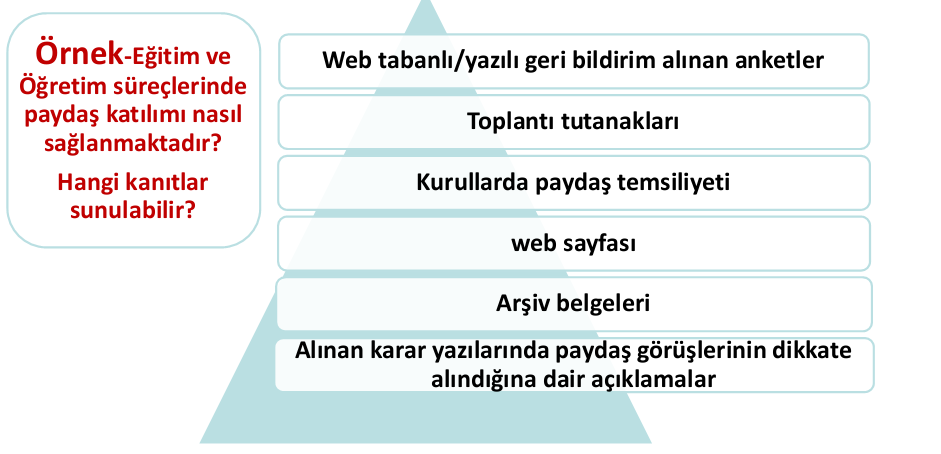 Örnek-Eğitim ve
Öğretim süreçlerinde
paydaş katılımı nasıl
sağlanmaktadır?
Hangi kanıtlar
sunulabilir?
Web tabanlı/yazılı geri bildirim alınan anketler
Toplantı tutanakları
Kurullarda paydaş temsiliyeti
web sayfası
Arşiv belgeleri
Alınan karar yazılarında paydaş görüşlerinin dikkate
alındığına dair açıklamalar